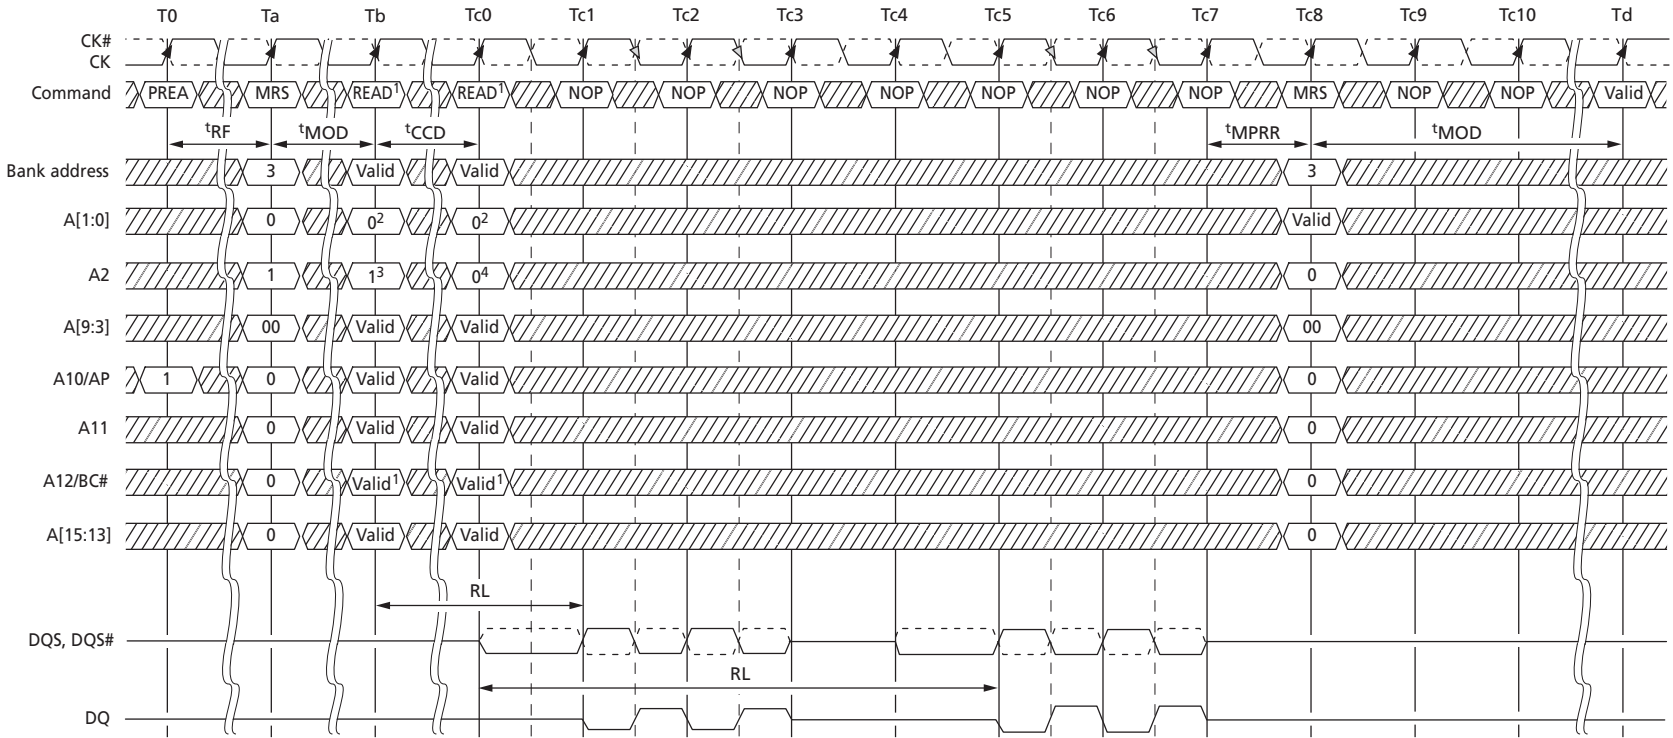 T0 Ta Tb Tc0 Tc1 Tc2 Tc3 Tc4 Tc5 Tc6 Tc7 Tc8 Tc9 Tc10 Td
CK#
CK
Command PREA MRS READ¹ READ¹ NOP NOP NOP NOP NOP NOP NOP MRS NOP NOP Valid
ᵗRF ᵗMOD ᵗCCD ᵗMPRR ᵗMOD
Bank address 3 Valid Valid 3
A[1:0] 0 0² 0² Valid
A2 1 1³ 0⁴ 0
A[9:3] 00 Valid Valid 00
A10/AP 1 0 Valid Valid 0
A11 0 Valid Valid 0
A12/BC# 0 Valid¹ Valid¹ 0
A[15:13] 0 Valid Valid 0
RL
DQS, DQS#
RL
DQ